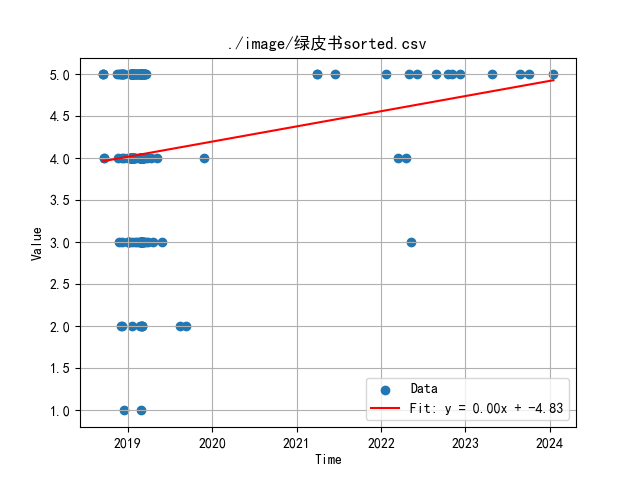 ./image/绿皮书sorted.csv
5.0
4.5
4.0
3.5
3.0
2.5
2.0
1.5
1.0
Value
Data
Fit: y = 0.00x + -4.83
2019 2020 2021 2022 2023 2024
Time